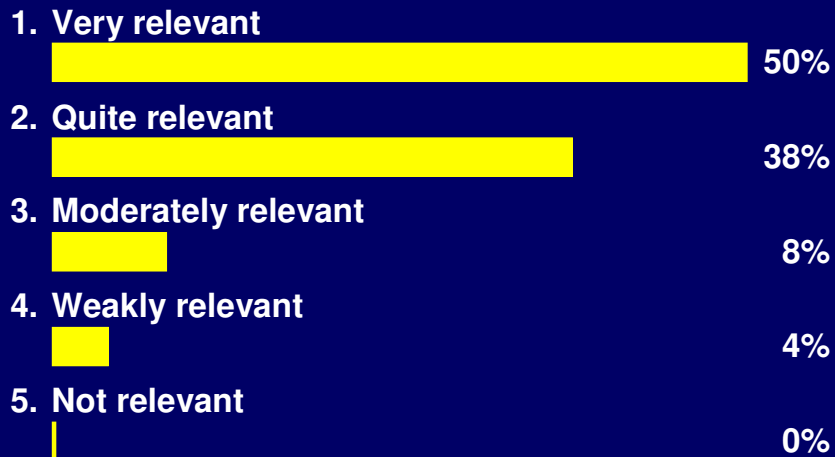 1. Very relevant
50%
2. Quite relevant
38%
3. Moderately relevant
8%
4. Weakly relevant
4%
5. Not relevant
0%